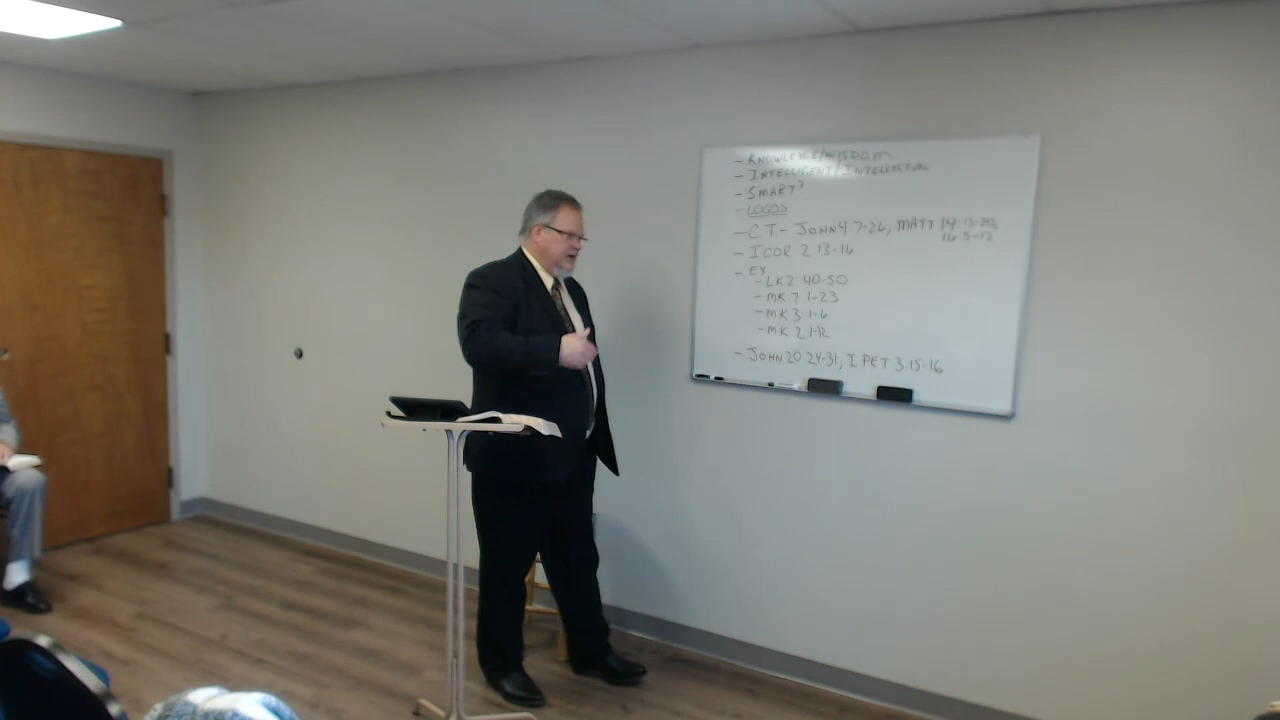 - KNOWLEDGE/WISDOM
- INTELLIGENT/INTELLECTUAL
- SMART?
- LOGOS
- CT- JOHN 4 7-26, MATT 14 13-20,
16 5-12
- I COR 2 13-16
- EX
- LK 2 40-50
- MK 7 1-23
- MK 3 1-6
- MK 2 1-12
- JOHN 20 24-31, I PET 3:15-16